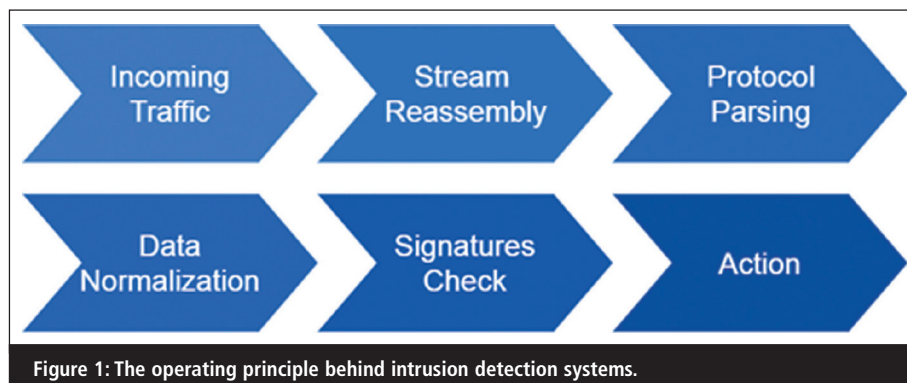 Incoming
Traffic
Stream
Reassembly
Protocol
Parsing
Data
Normalization
Signatures
Check
Action
Figure 1: The operating principle behind intrusion detection systems.